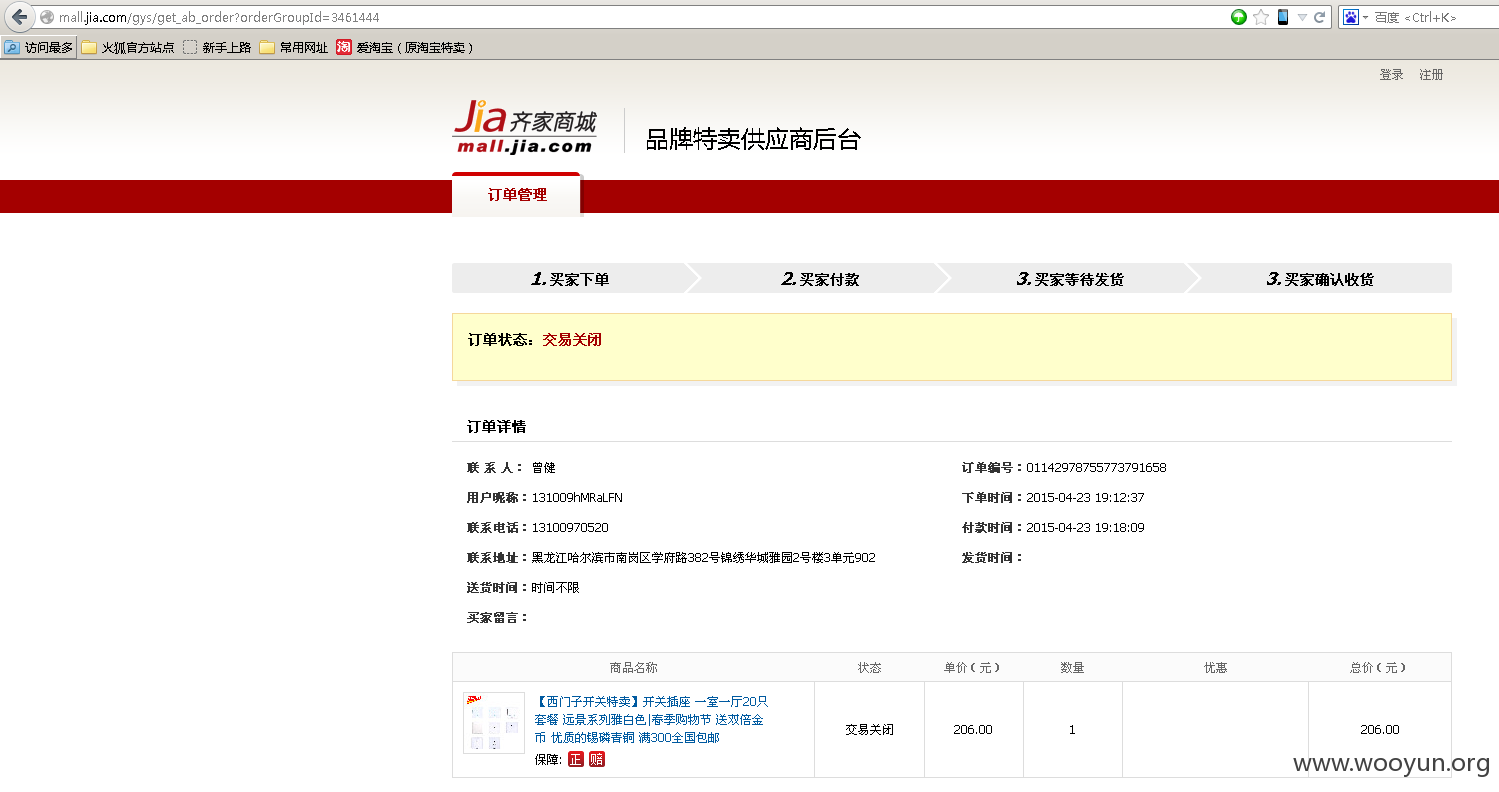 mall.jia.com/gys/get_ab_order?orderGroupId=3461444
百度 <Ctrl+K>
访问最多 火狐官方站点 新手上路 常用网址 淘 爱淘宝（原淘宝特卖）
登录 注册
Jia齐家商城
mall.jia.com
品牌特卖供应商后台
订单管理
1.买家下单 2.买家付款 3.买家等待发货 3.买家确认收货
订单状态：交易关闭
订单详情
联 系 人： 曾健 订单编号：01142978755773791658
用户昵称：131009hMRaLFN 下单时间：2015-04-23 19:12:37
联系电话：13100970520 付款时间：2015-04-23 19:18:09
联系地址：黑龙江哈尔滨市南岗区学府路382号锦绣华城雅园2号楼3单元902 发货时间：
送货时间：时间不限
买家留言：
商品名称 状态 单价（元） 数量 优惠 总价（元）
【西门子开关特卖】开关插座 一室一厅20只
套餐 远景系列雅白色|春季购物节 送双倍金
币 优质的锡磷青铜 满300全国包邮
保障: 正 赔
交易关闭 206.00 1 206.00
www.wooyun.org